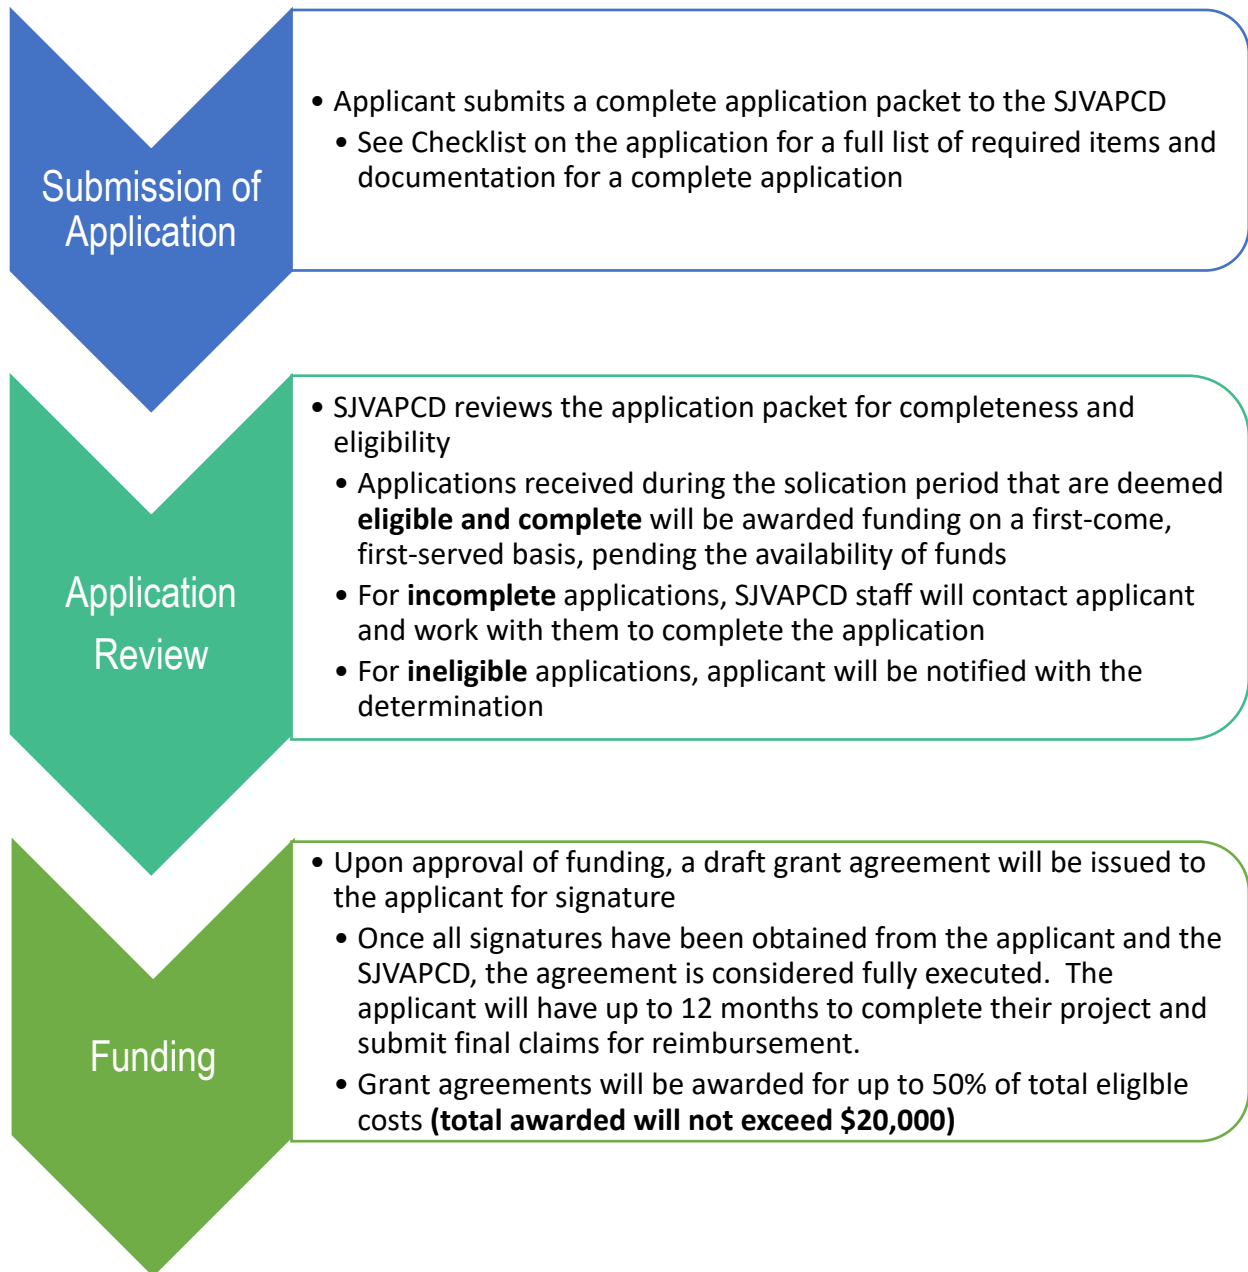 Submission of
Application
• Applicant submits a complete application packet to the SJVAPCD
• See Checklist on the application for a full list of required items and
documentation for a complete application
Application
Review
• SJVAPCD reviews the application packet for completeness and
eligibility
• Applications received during the solication period that are deemed
eligible and complete will be awarded funding on a first-come,
first-served basis, pending the availability of funds
• For incomplete applications, SJVAPCD staff will contact applicant
and work with them to complete the application
• For ineligible applications, applicant will be notified with the
determination
Funding
• Upon approval of funding, a draft grant agreement will be issued to
the applicant for signature
• Once all signatures have been obtained from the applicant and the
SJVAPCD, the agreement is considered fully executed.  The
applicant will have up to 12 months to complete their project and
submit final claims for reimbursement.
• Grant agreements will be awarded for up to 50% of total eliglble
costs (total awarded will not exceed $20,000)